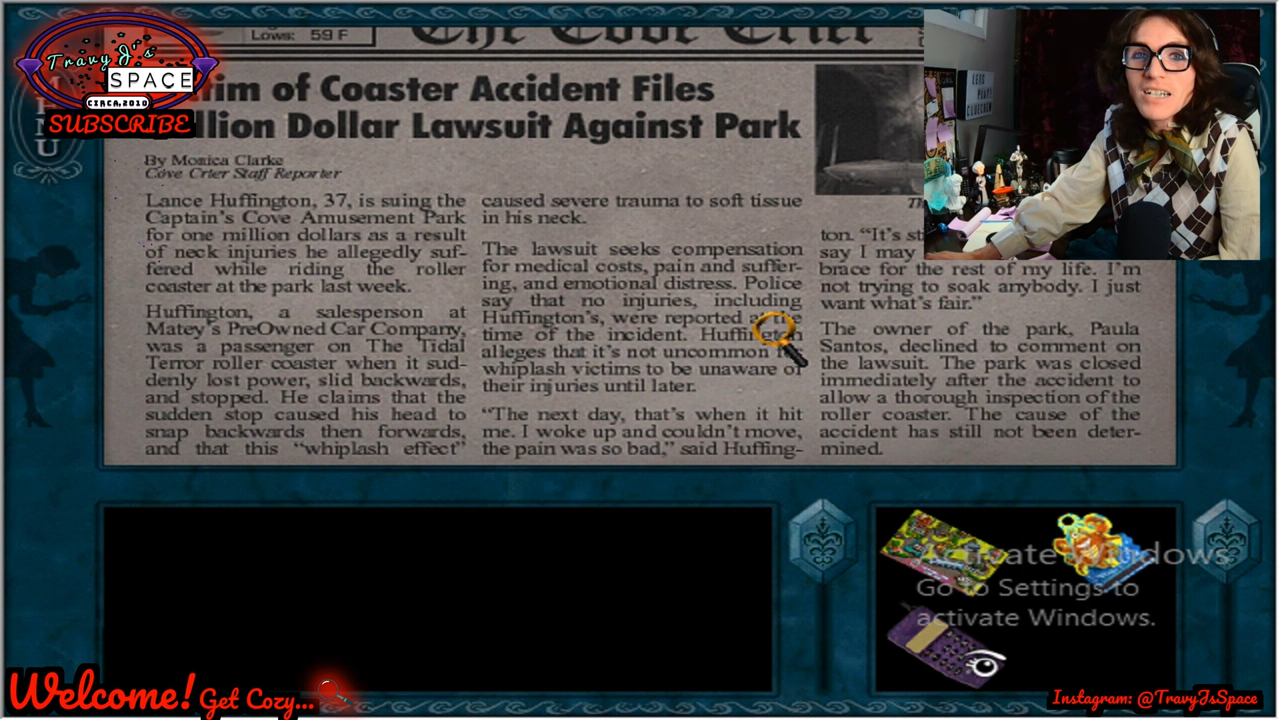 Travy J's
SPACE
CIRCA.2010
SUBSCRIBE
MENU
Lows: 59 F
The Cove Crier
of Coaster Accident Files
Dollar Lawsuit Against Park
By Monica Clarke
Cove Crier Staff Reporter
Lance Huffington, 37, is suing the
Captain's Cove Amusement Park
for one million dollars as a result
of neck injuries he allegedly suf-
fered while riding the roller
coaster at the park last week.
Huffington, a salesperson at
Matey's PreOwned Car Company,
was a passenger on The Tidal
Terror roller coaster when it sud-
denly lost power, slid backwards,
and stopped. He claims that the
sudden stop caused his head to
snap backwards then forwards,
and that this "whiplash effect"
caused severe trauma to soft tissue
in his neck.
The lawsuit seeks compensation
for medical costs, pain and suffer-
ing, and emotional distress. Police
say that no injuries, including
Huffington's, were reported at the
time of the incident. Huffington
alleges that it's not uncommon for
whiplash victims to be unaware of
their injuries until later.
"The next day, that's when it hit
me. I woke up and couldn't move,
the pain was so bad," said Huffing-
ton. "It's
say I may
brace for the rest of my life. I'm
not trying to soak anybody. I just
want what's fair."
The owner of the park, Paula
Santos, declined to comment on
the lawsuit. The park was closed
immediately after the accident to
allow a thorough inspection of the
roller coaster. The cause of the
accident has still not been deter-
mined.
Activate Windows
Go to Settings to
activate Windows.
Welcome! Get Cozy...
Instagram: @TravyJsSpace